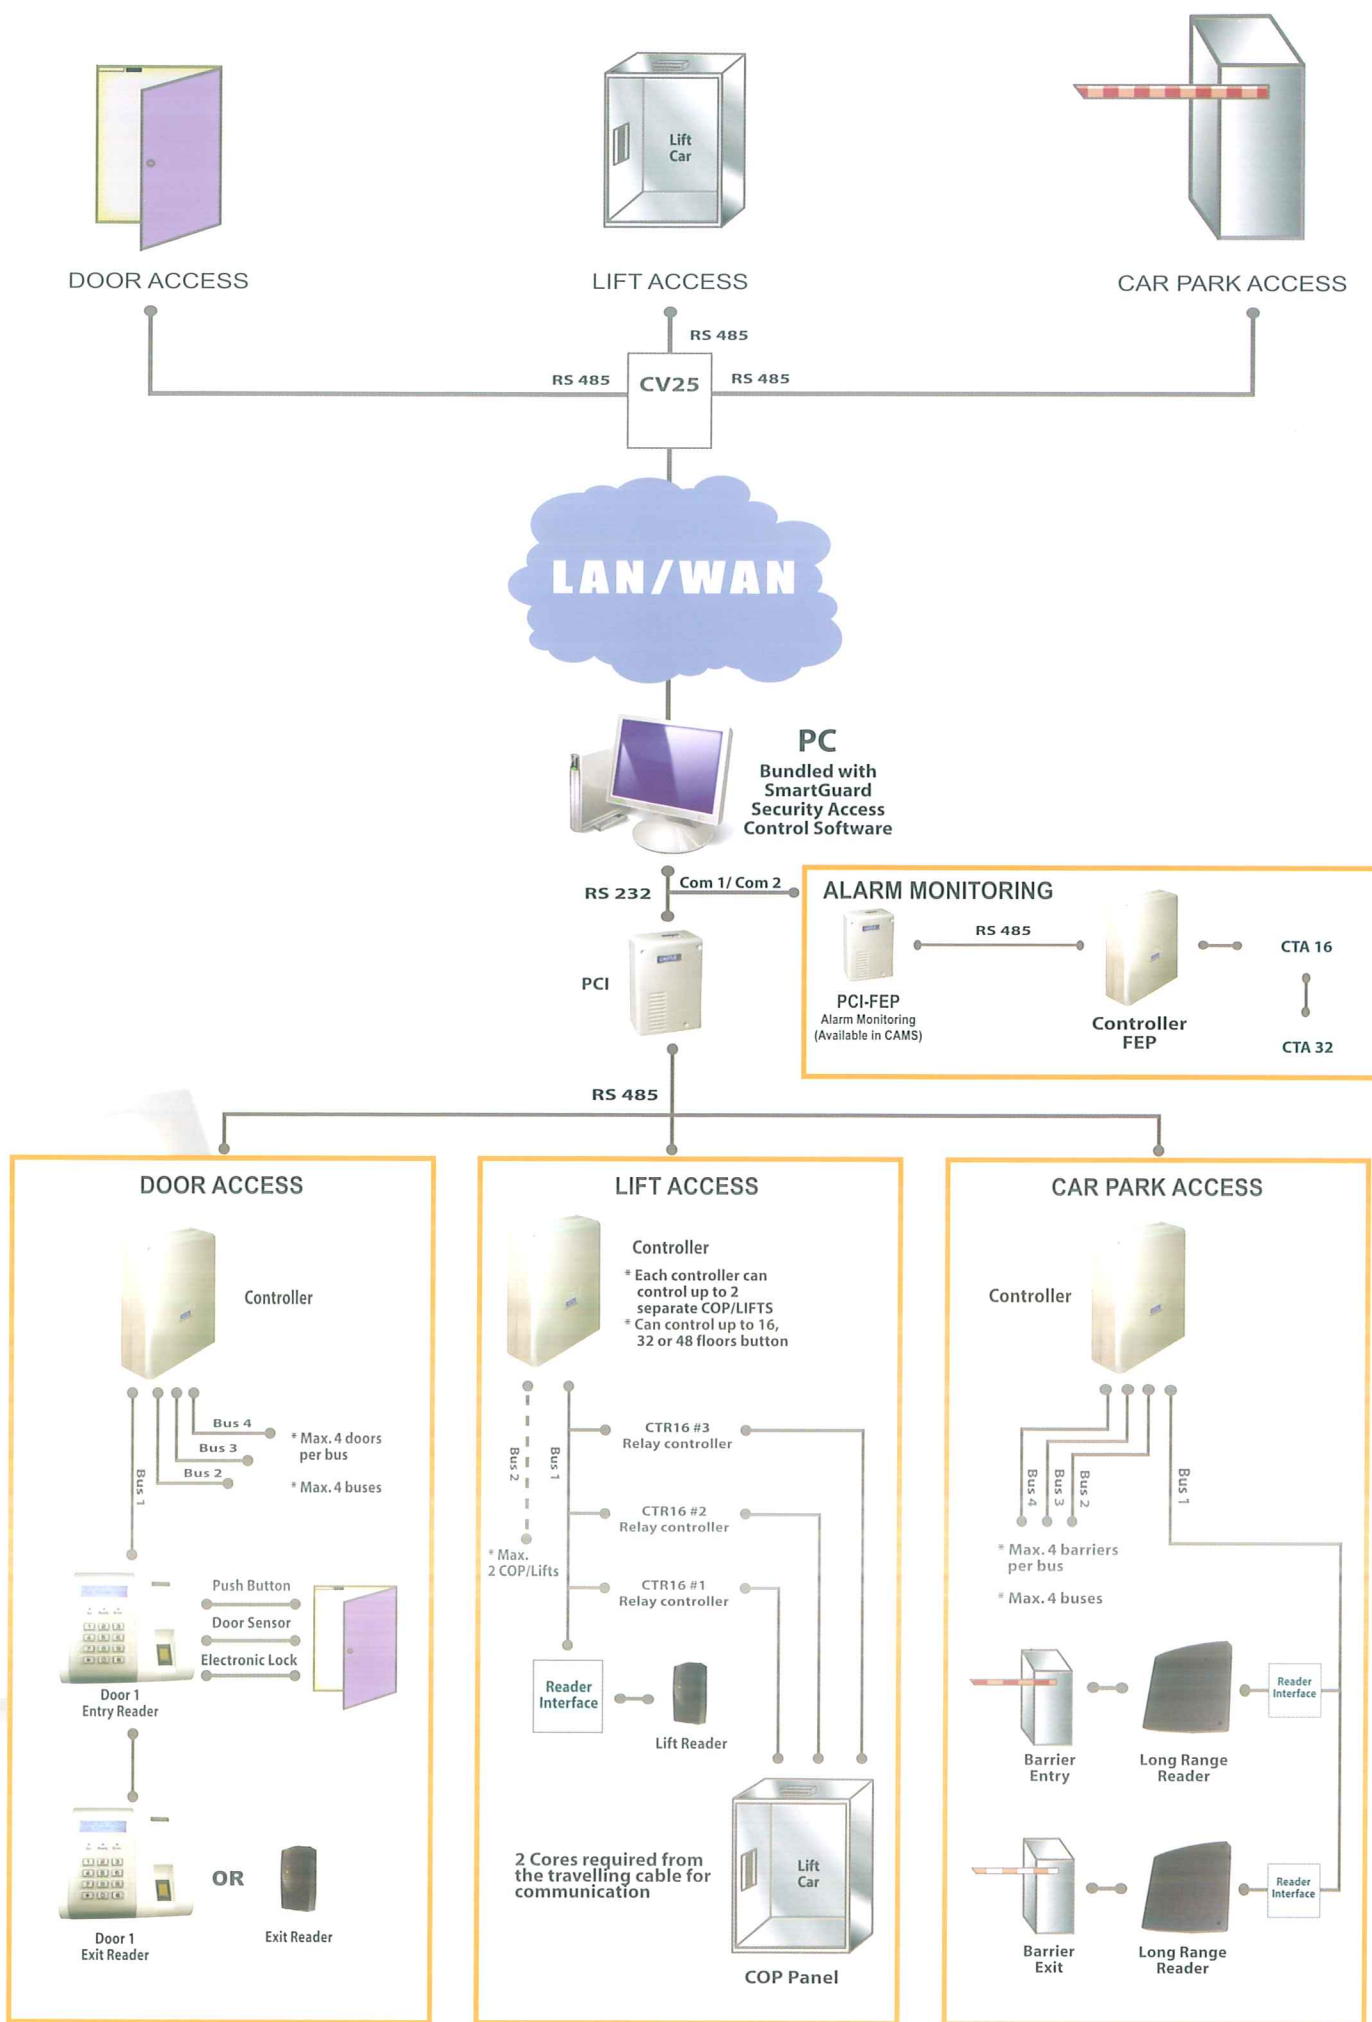 Lift
Car
DOOR ACCESS
LIFT ACCESS
CAR PARK ACCESS
RS 485
RS 485
CV25
RS 485
LAN/WAN
PC
Bundled with
SmartGuard
Security Access
Control Software
RS 232
Com 1/ Com 2
PCI
ALARM MONITORING
RS 485
CTA 16
PCI-FEP
Alarm Monitoring
(Available in CAMS)
Controller
FEP
CTA 32
RS 485
DOOR ACCESS
Controller
Bus 4
Bus 3
Bus 2
Bus 1
* Max. 4 doors
per bus
* Max. 4 buses
Push Button
Door Sensor
Electronic Lock
Door 1
Entry Reader
OR
Door 1
Exit Reader
Exit Reader
LIFT ACCESS
Controller
* Each controller can
control up to 2
separate COP/LIFTS
* Can control up to 16,
32 or 48 floors button
Bus 2
Bus 1
CTR16 #3
Relay controller
CTR16 #2
Relay controller
* Max.
2 COP/Lifts
CTR16 #1
Relay controller
Reader
Interface
Lift Reader
2 Cores required from
the travelling cable for
communication
Lift
Car
COP Panel
CAR PARK ACCESS
Controller
Bus 4
Bus 3
Bus 2
Bus 1
* Max. 4 barriers
per bus
* Max. 4 buses
Reader
Interface
Barrier
Entry
Long Range
Reader
Reader
Interface
Barrier
Exit
Long Range
Reader